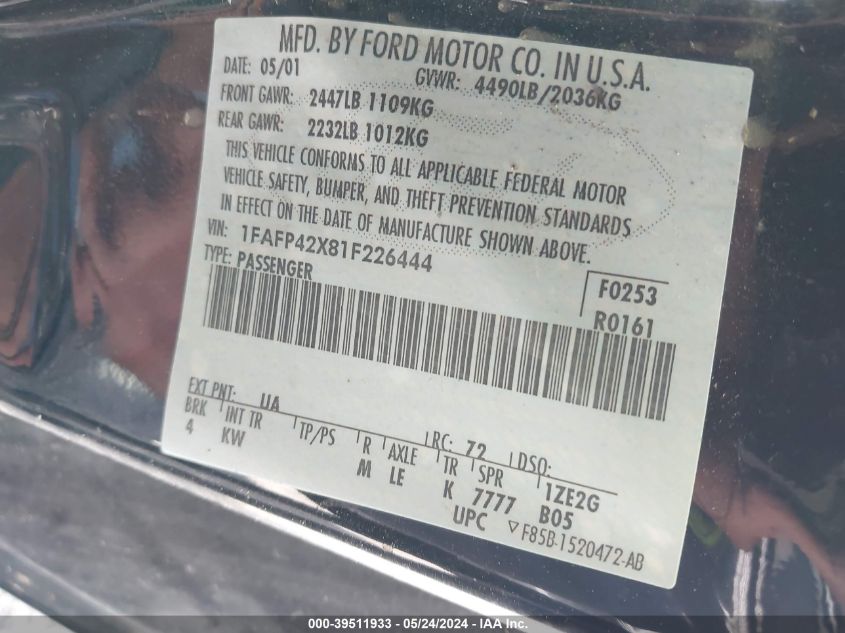 MFD. BY FORD MOTOR CO. IN U.S.A.
DATE: 05/01 GVWR: 4490LB/2036KG
FRONT GAWR: 2447LB 1109KG
REAR GAWR: 2232LB 1012KG
THIS VEHICLE CONFORMS TO ALL APPLICABLE FEDERAL MOTOR
VEHICLE SAFETY, BUMPER, AND THEFT PREVENTION STANDARDS
IN EFFECT ON THE DATE OF MANUFACTURE SHOWN ABOVE.
VIN: 1FAFP42X81F226444
TYPE: PASSENGER
F0253
R0161
EXT PNT: UA RC: 72 DSO:
BRK INT TR TP/PS R AXLE TR SPR 1ZE2G
4 KW M LE K 7777 B05
UPC ▽F85B-1520472-AB
000-39511933 - 05/24/2024 - IAA Inc.